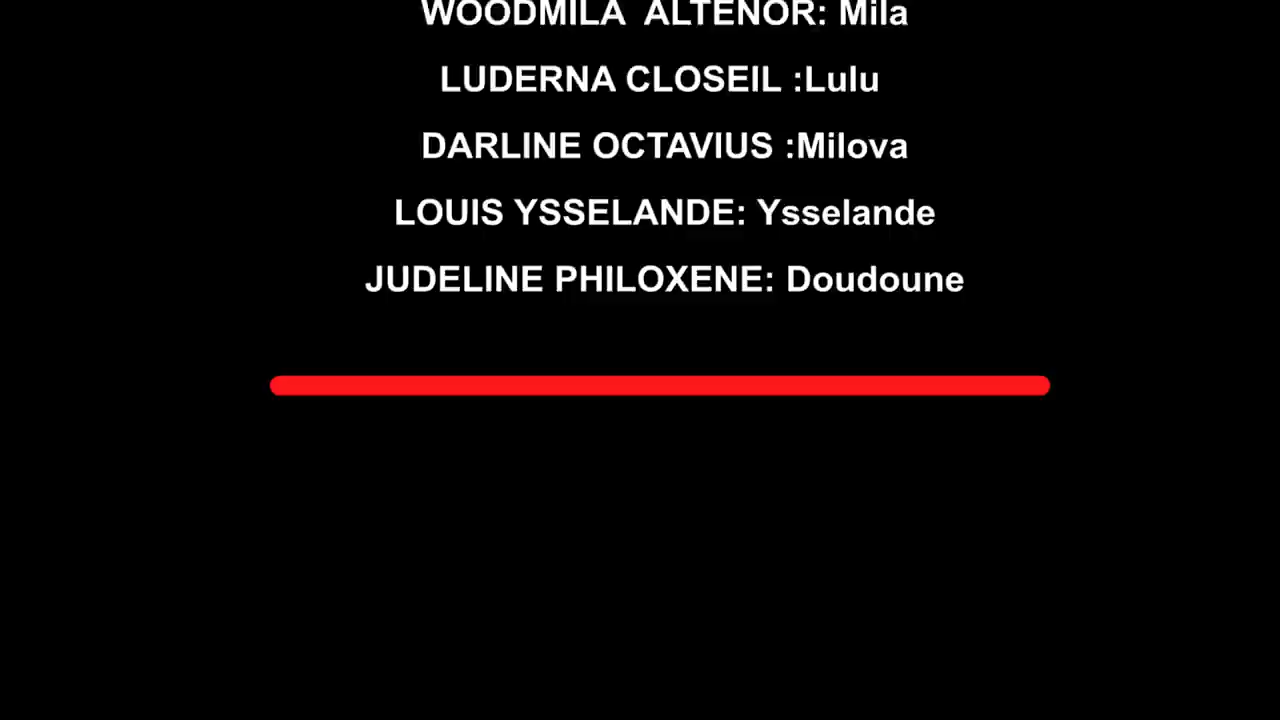 WOODMILA  ALTENOR: Mila
LUDERNA CLOSEIL :Lulu
DARLINE OCTAVIUS :Milova
LOUIS YSSELANDE: Ysselande
JUDELINE PHILOXENE: Doudoune